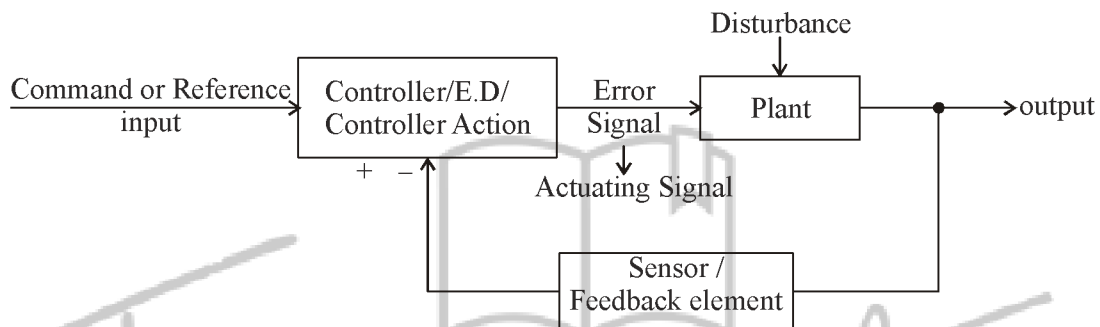 Disturbance
Command or Reference
input
Controller/E.D/
Controller Action
+ –
Error
Signal
Actuating Signal
Plant
output
Sensor /
Feedback element